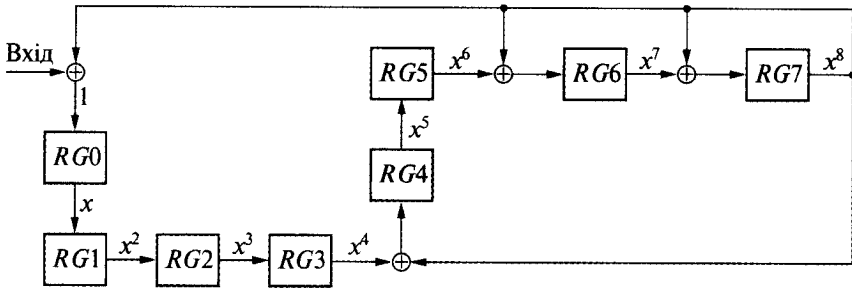 Вхід
1
RG0
x
RG1
x²
RG2
x³
RG3
x⁴
RG4
x⁵
RG5
x⁶
RG6
x⁷
RG7
x⁸